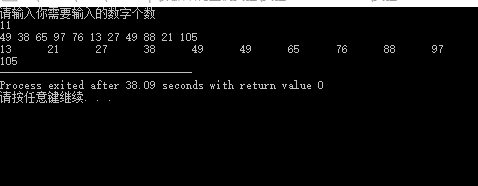 请输入你需要输入的数字个数
11
49 38 65 97 76 13 27 49 88 21 105
13 21 27 38 49 49 65 76 88 97
105
--------------------------------
Process exited after 38.09 seconds with return value 0
请按任意键继续. . .